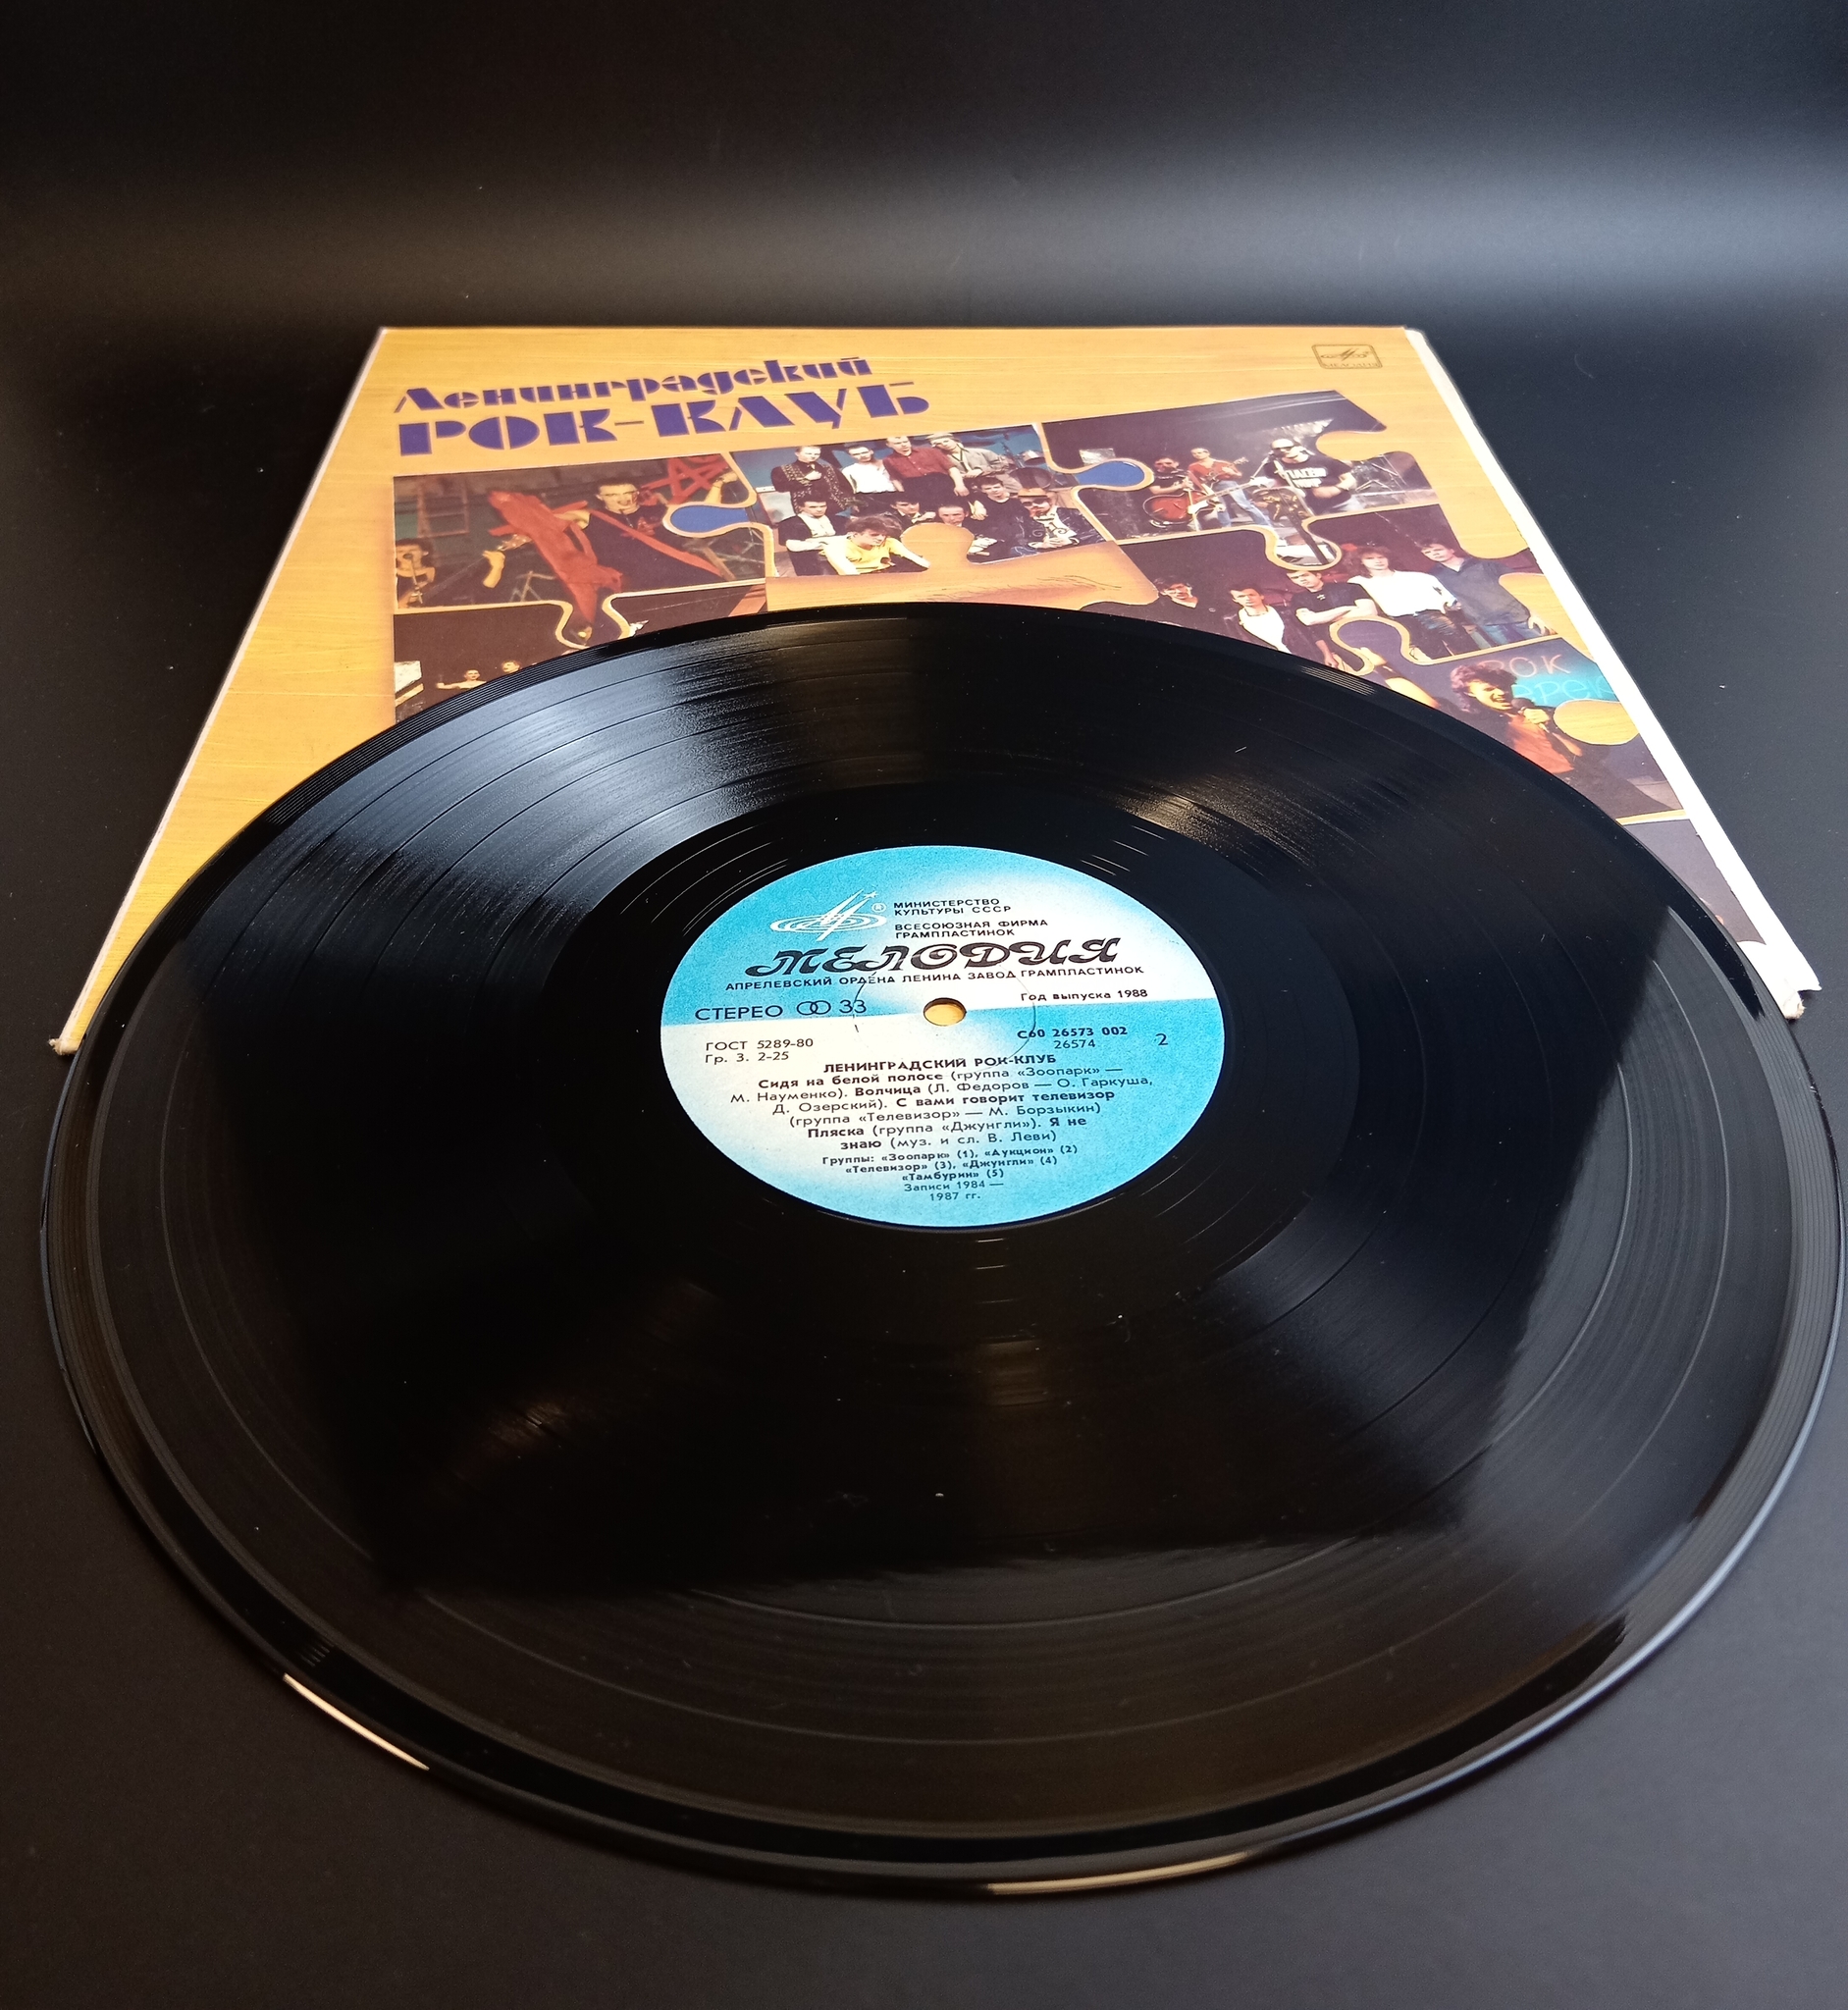 Ленинградский
РОК-КЛУБ
МЕЛОДИЯ
РОК
МИНИСТЕРСТВО
КУЛЬТУРЫ СССР
ВСЕСОЮЗНАЯ ФИРМА
ГРАМПЛАСТИНОК
МЕЛОДИЯ
АПРЕЛЕВСКИЙ ОРДЕНА ЛЕНИНА ЗАВОД ГРАМПЛАСТИНОК
СТЕРЕО 33
Год выпуска 1988
ГОСТ 5289-80
Гр. 3. 2-25
С60 26573 002
26574
2
ЛЕНИНГРАДСКИЙ РОК-КЛУБ
Сидя на белой полосе (группа «Зоопарк» —
М. Науменко). Волчица (Л. Федоров — О. Гаркуша,
Д. Озерский). С вами говорит телевизор
(группа «Телевизор» — М. Борзыкин)
Пляска (группа «Джунгли»). Я не
знаю (муз. и сл. В. Леви)
Группы: «Зоопарк» (1), «Аукцион» (2)
«Телевизор» (3), «Джунгли» (4)
«Тамбурин» (5)
Записи 1984 —
1987 гг.